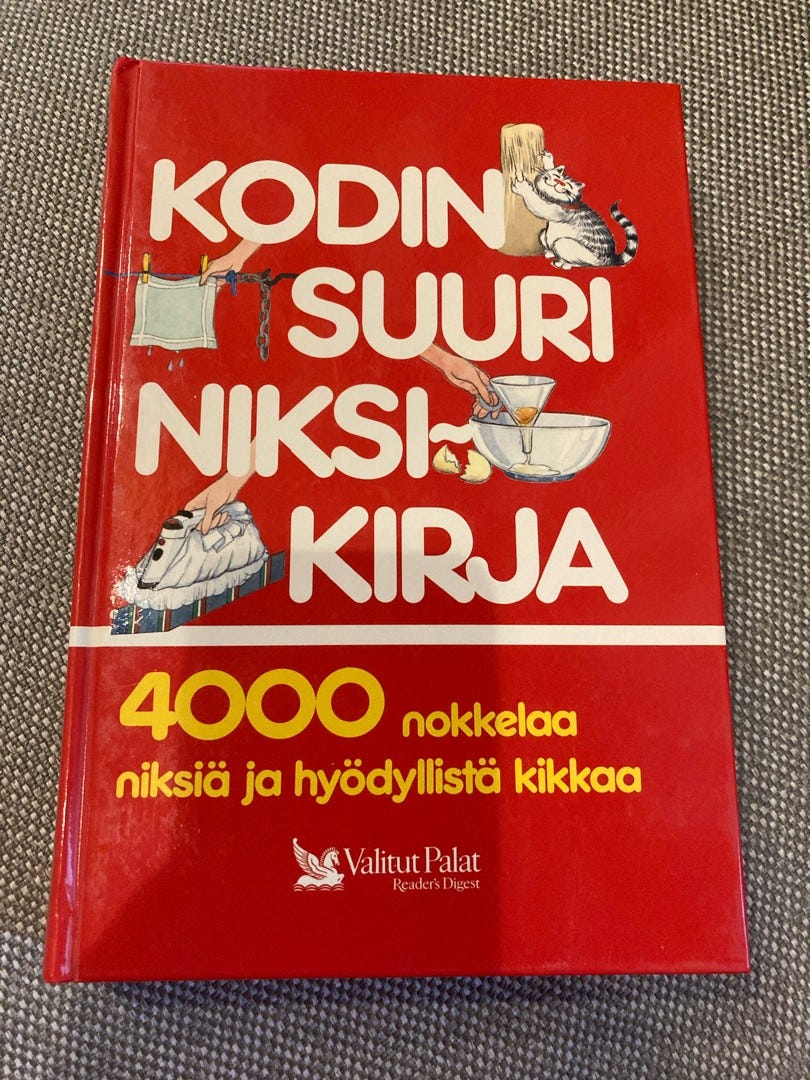 KODIN
SUURI
NIKSI-
KIRJA
4000 nokkelaa
niksiä ja hyödyllistä kikkaa
Valitut Palat
Reader's Digest